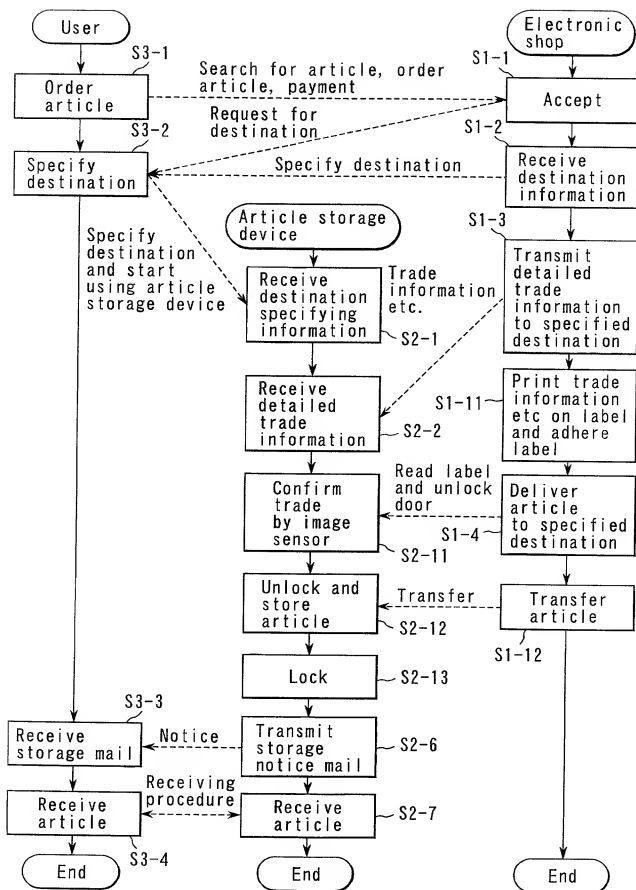 User
Electronic
shop
S3-1
S1-1
Order
article
Search for article, order
article, payment
Accept
S3-2
Request for
destination
S1-2
Specify
destination
Specify destination
Receive
destination
information
Specify
destination
and start
using article
storage device
Article storage
device
S1-3
Receive
destination
specifying
information
S2-1
Trade
information
etc.
Transmit
detailed
trade
information
to specified
destination
Receive
detailed
trade
information
S2-2
S1-11
Print trade
information
etc on label
and adhere
label
Confirm
trade
by image
sensor
S2-11
Read label
and unlock
door
S1-4
Deliver
article
to specified
destination
Unlock and
store
article
S2-12
Transfer
Transfer
article
S1-12
Lock
S2-13
S3-3
Receive
storage mail
Notice
Transmit
storage
notice mail
S2-6
Receive
article
S3-4
Receiving
procedure
Receive
article
S2-7
End
End
End